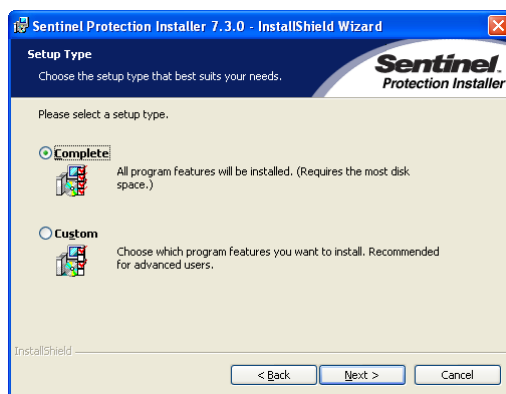 Sentinel Protection Installer 7.3.0 - InstallShield Wizard
Setup Type
Choose the setup type that best suits your needs.
Sentinel.
Protection Installer
Please select a setup type.
Complete
All program features will be installed. (Requires the most disk
space.)
Custom
Choose which program features you want to install. Recommended
for advanced users.
InstallShield
< Back
Next >
Cancel